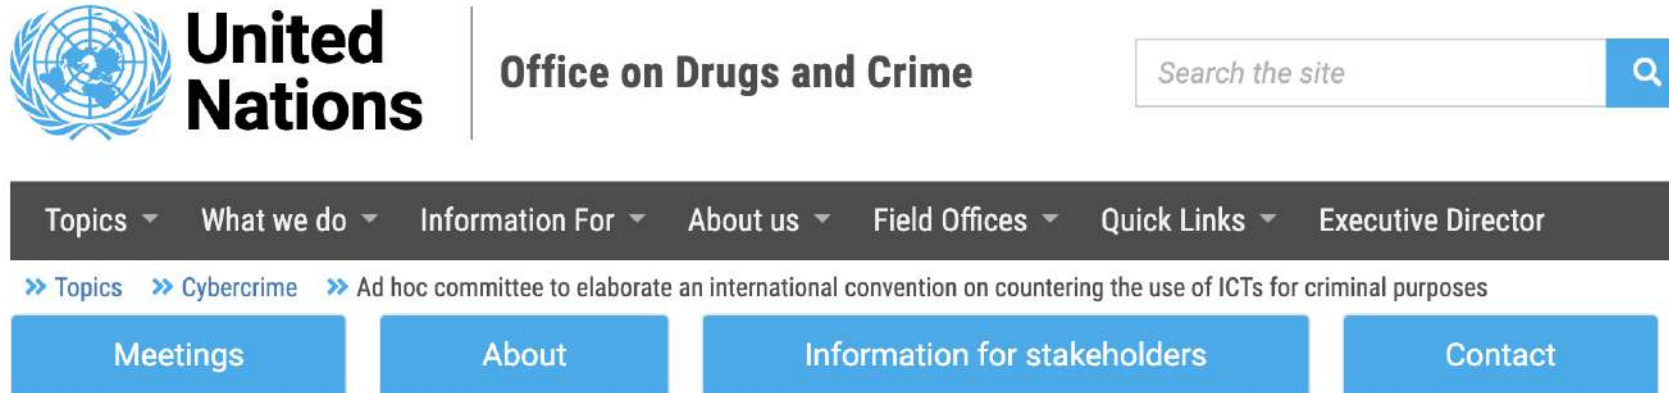 United
Nations
Office on Drugs and Crime
Search the site
Topics What we do Information For About us Field Offices Quick Links Executive Director
Topics Cybercrime Ad hoc committee to elaborate an international convention on countering the use of ICTs for criminal purposes
Meetings About Information for stakeholders Contact